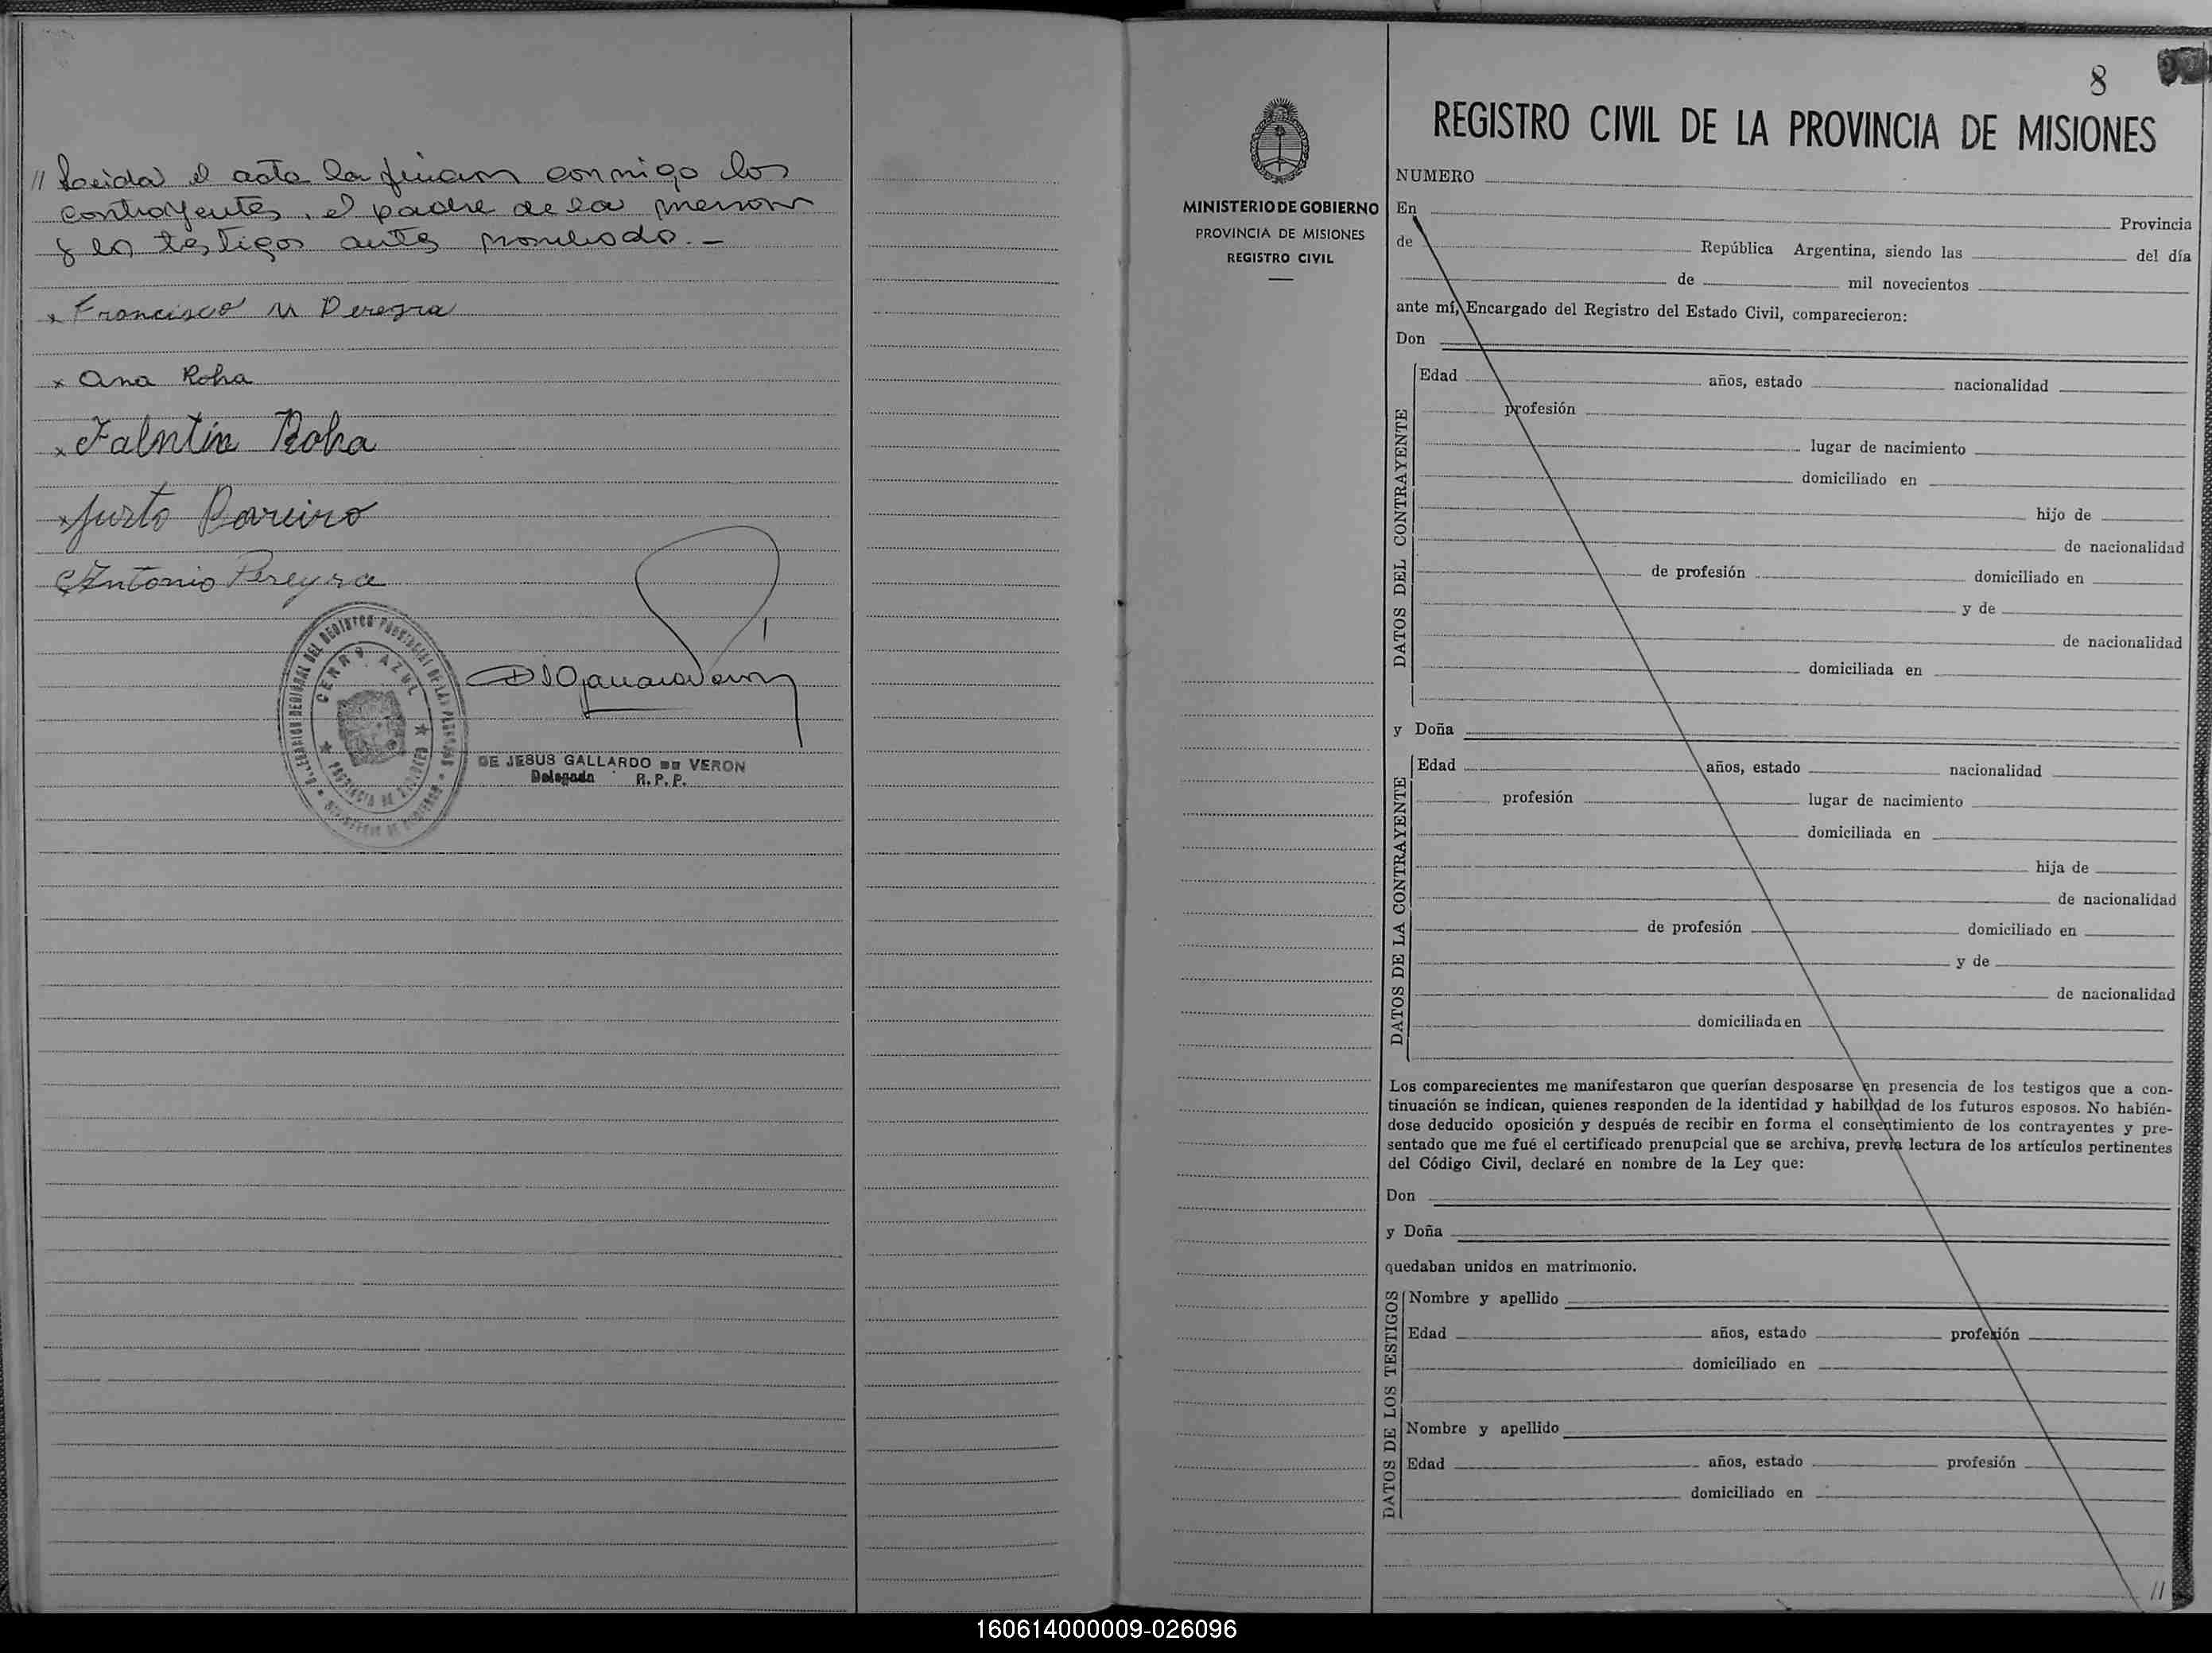 // Leida el acta la firman conmigo los
contrayentes, el padre de la menor
y los testigos antes nombrado. -
x Francisco M Pereyra
x Ana Roha
x Falntin Roha
x Justo Barreiro
Antonio Pereyra
CERRO AZUL
PROVINCIA DE MISIONES
DE JESUS GALLARDO DE VERON
Delegada R. P. P.
8
REGISTRO CIVIL DE LA PROVINCIA DE MISIONES
MINISTERIO DE GOBIERNO
PROVINCIA DE MISIONES
REGISTRO CIVIL
NUMERO
En Provincia
de República Argentina, siendo las del día
de mil novecientos
ante mí, Encargado del Registro del Estado Civil, comparecieron:
Don
DATOS DEL CONTRAYENTE
Edad años, estado nacionalidad
profesión
lugar de nacimiento
domiciliado en
hijo de
de nacionalidad
de profesión domiciliado en
y de
de nacionalidad
domiciliada en
y Doña
DATOS DE LA CONTRAYENTE
Edad años, estado nacionalidad
profesión lugar de nacimiento
domiciliada en
hija de
de nacionalidad
de profesión domiciliado en
y de
de nacionalidad
domiciliada en
Los comparecientes me manifestaron que querían desposarse en presencia de los testigos que a con-
tinuación se indican, quienes responden de la identidad y habilidad de los futuros esposos. No habién-
dose deducido oposición y después de recibir en forma el consentimiento de los contrayentes y pre-
sentado que me fué el certificado prenupcial que se archiva, previa lectura de los artículos pertinentes
del Código Civil, declaré en nombre de la Ley que:
Don
y Doña
quedaban unidos en matrimonio.
DATOS DE LOS TESTIGOS
Nombre y apellido
Edad años, estado profesión
domiciliado en
Nombre y apellido
Edad años, estado profesión
domiciliado en
//
160614000009-026096